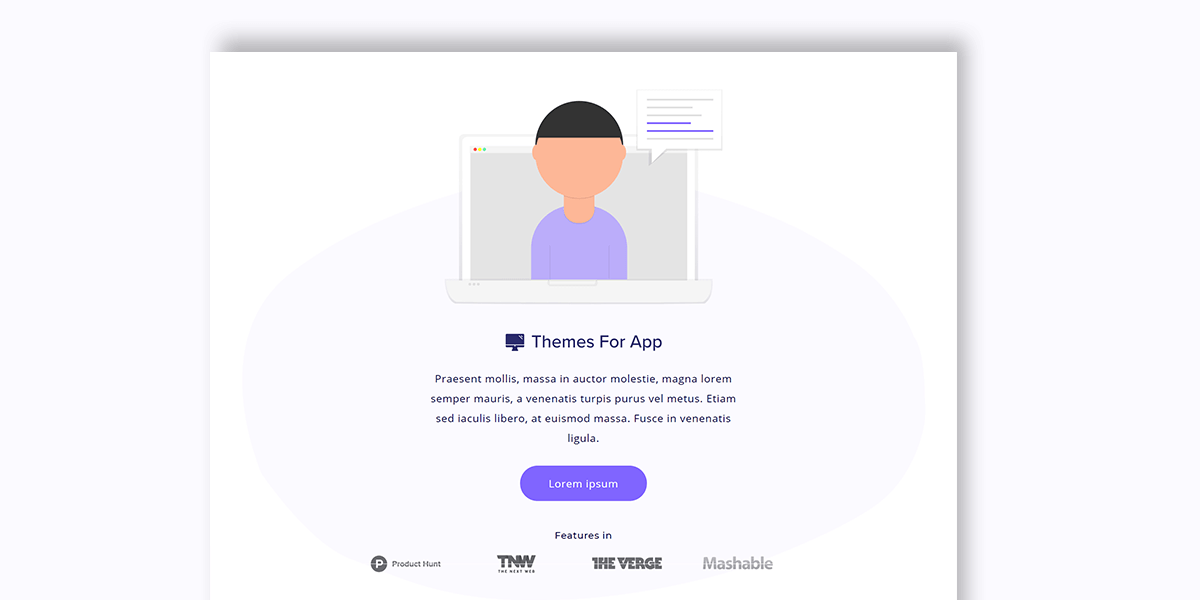 Themes For App
Praesent mollis, massa in auctor molestie, magna lorem
semper mauris, a venenatis turpis purus vel metus. Etiam
sed iaculis libero, at euismod massa. Fusce in venenatis
ligula.
Lorem ipsum
Features in
P Product Hunt
TNW
THE NEXT WEB
THE VERGE
Mashable